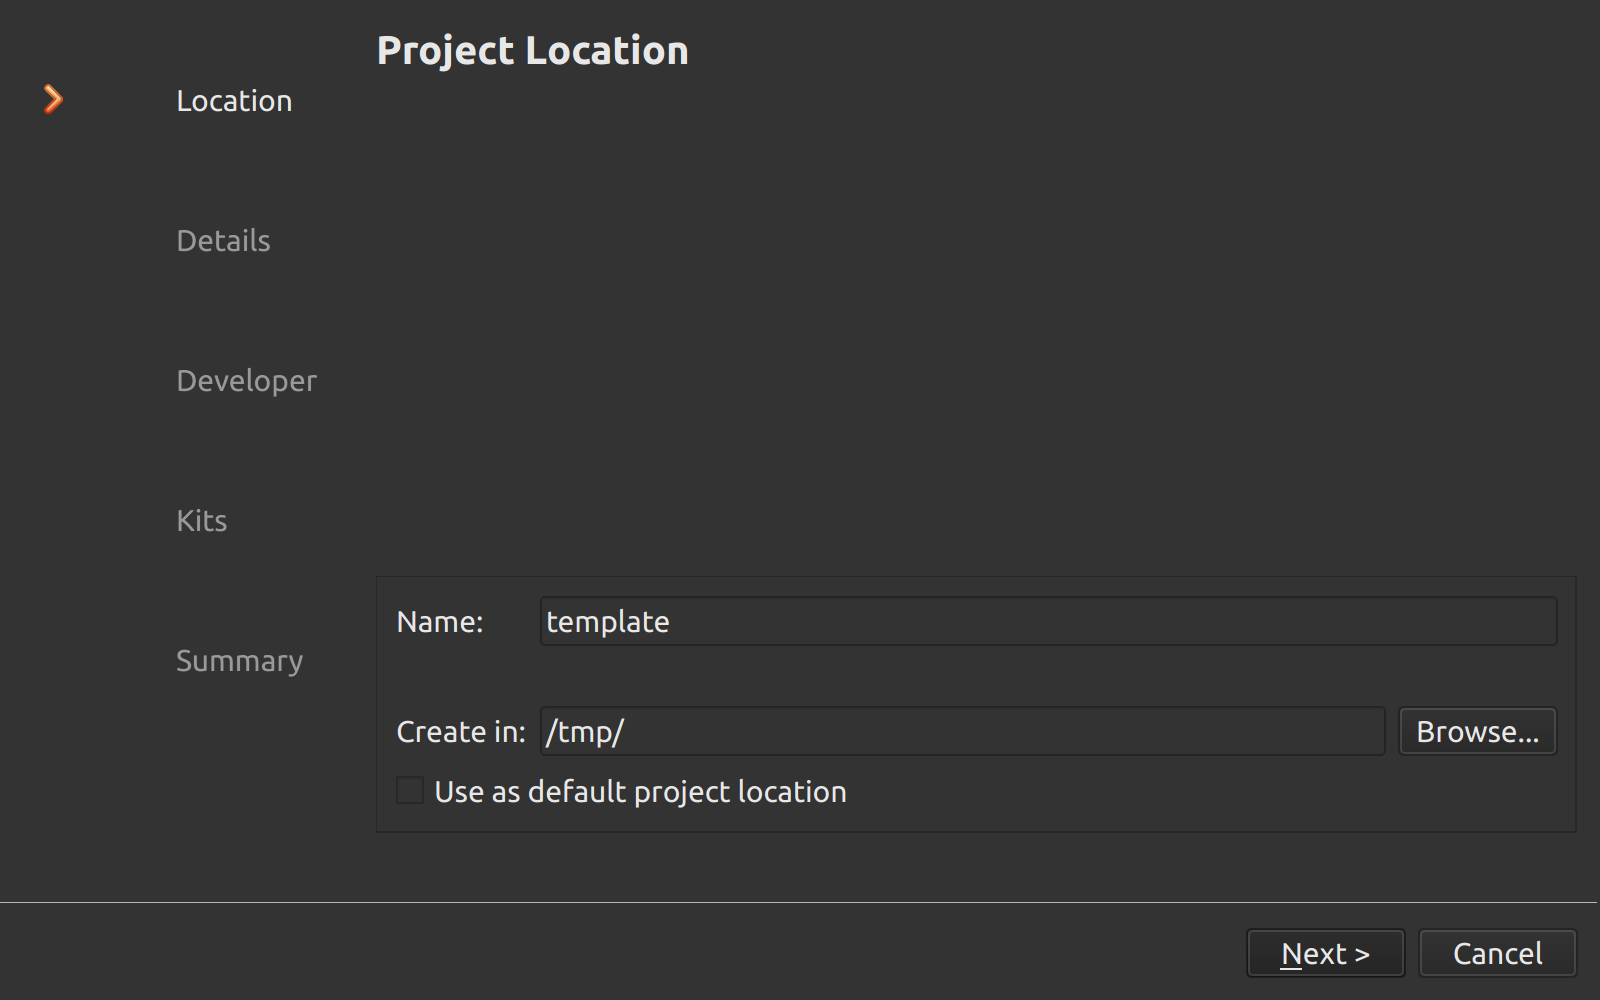 Project Location
Location
Details
Developer
Kits
Summary
Name: template
Create in: /tmp/ Browse...
Use as default project location
Next > Cancel